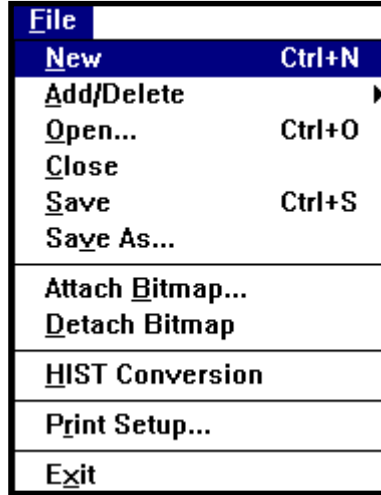 File
New Ctrl+N
Add/Delete
Open... Ctrl+O
Close
Save Ctrl+S
Save As...
Attach Bitmap...
Detach Bitmap
HIST Conversion
Print Setup...
Exit